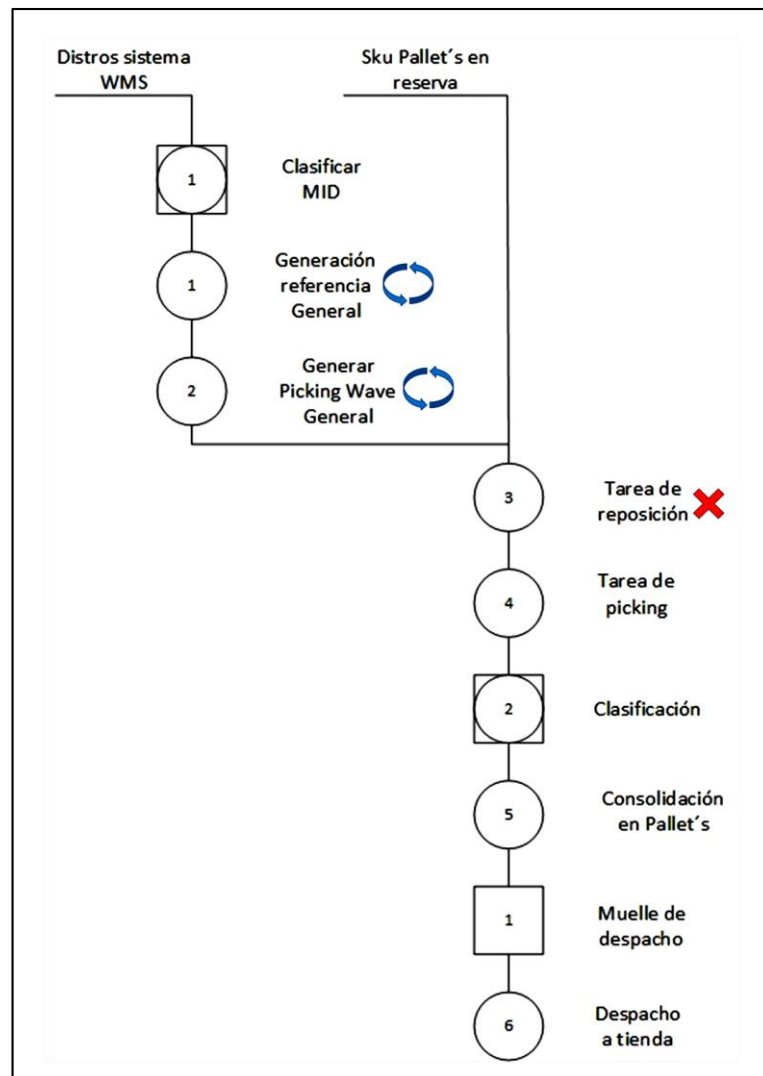 Distros sistema
WMS
Sku Pallet´s en
reserva
1
Clasificar
MID
1
Generación
referencia
General
2
Generar
Picking Wave
General
3
Tarea de
reposición
4
Tarea de
picking
2
Clasificación
5
Consolidación
en Pallet´s
1
Muelle de
despacho
6
Despacho
a tienda